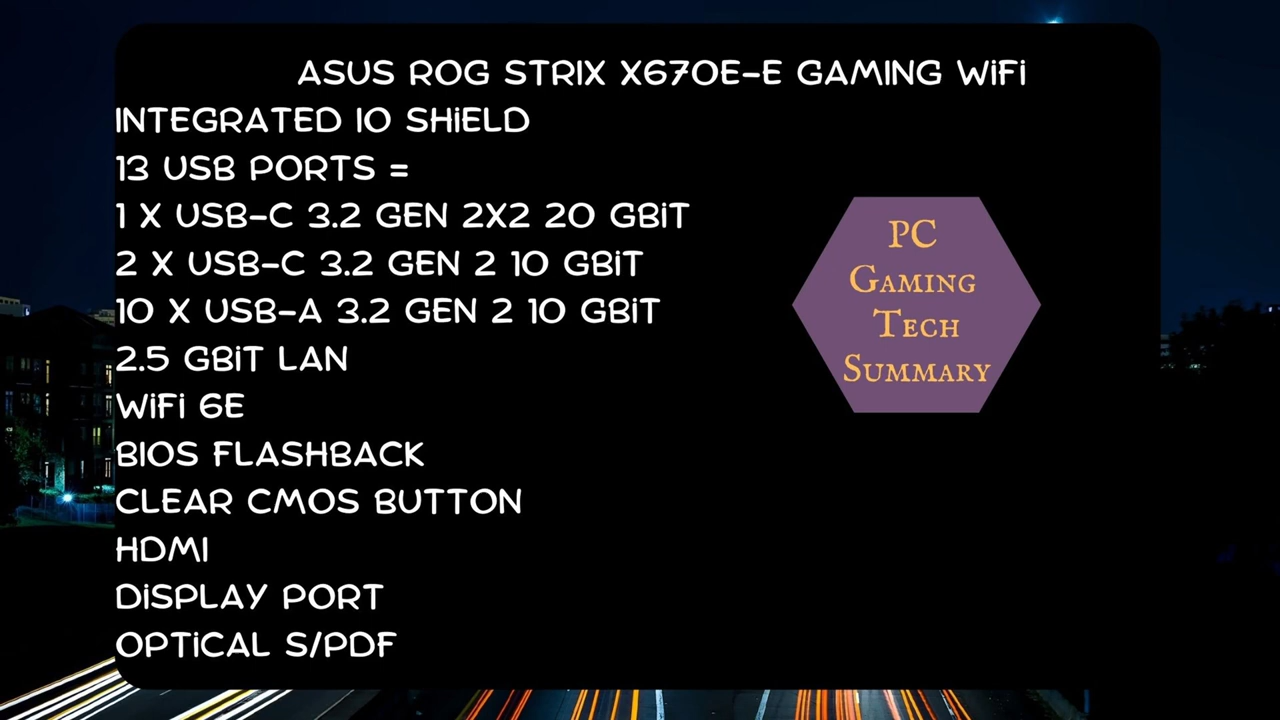 ASUS ROG STRIX X670E-E GAMING WiFi
INTEGRATED IO SHiELD
13 USB PORTS =
1 X USB-C 3.2 GEN 2X2 20 GBiT
2 X USB-C 3.2 GEN 2 10 GBiT
10 X USB-A 3.2 GEN 2 10 GBiT
2.5 GBiT LAN
WiFi 6E
BIOS FLASHBACK
CLEAR CMOS BUTTON
HDMI
DiSPLAY PORT
OPTiCAL S/PDF
PC
Gaming
Tech
Summary